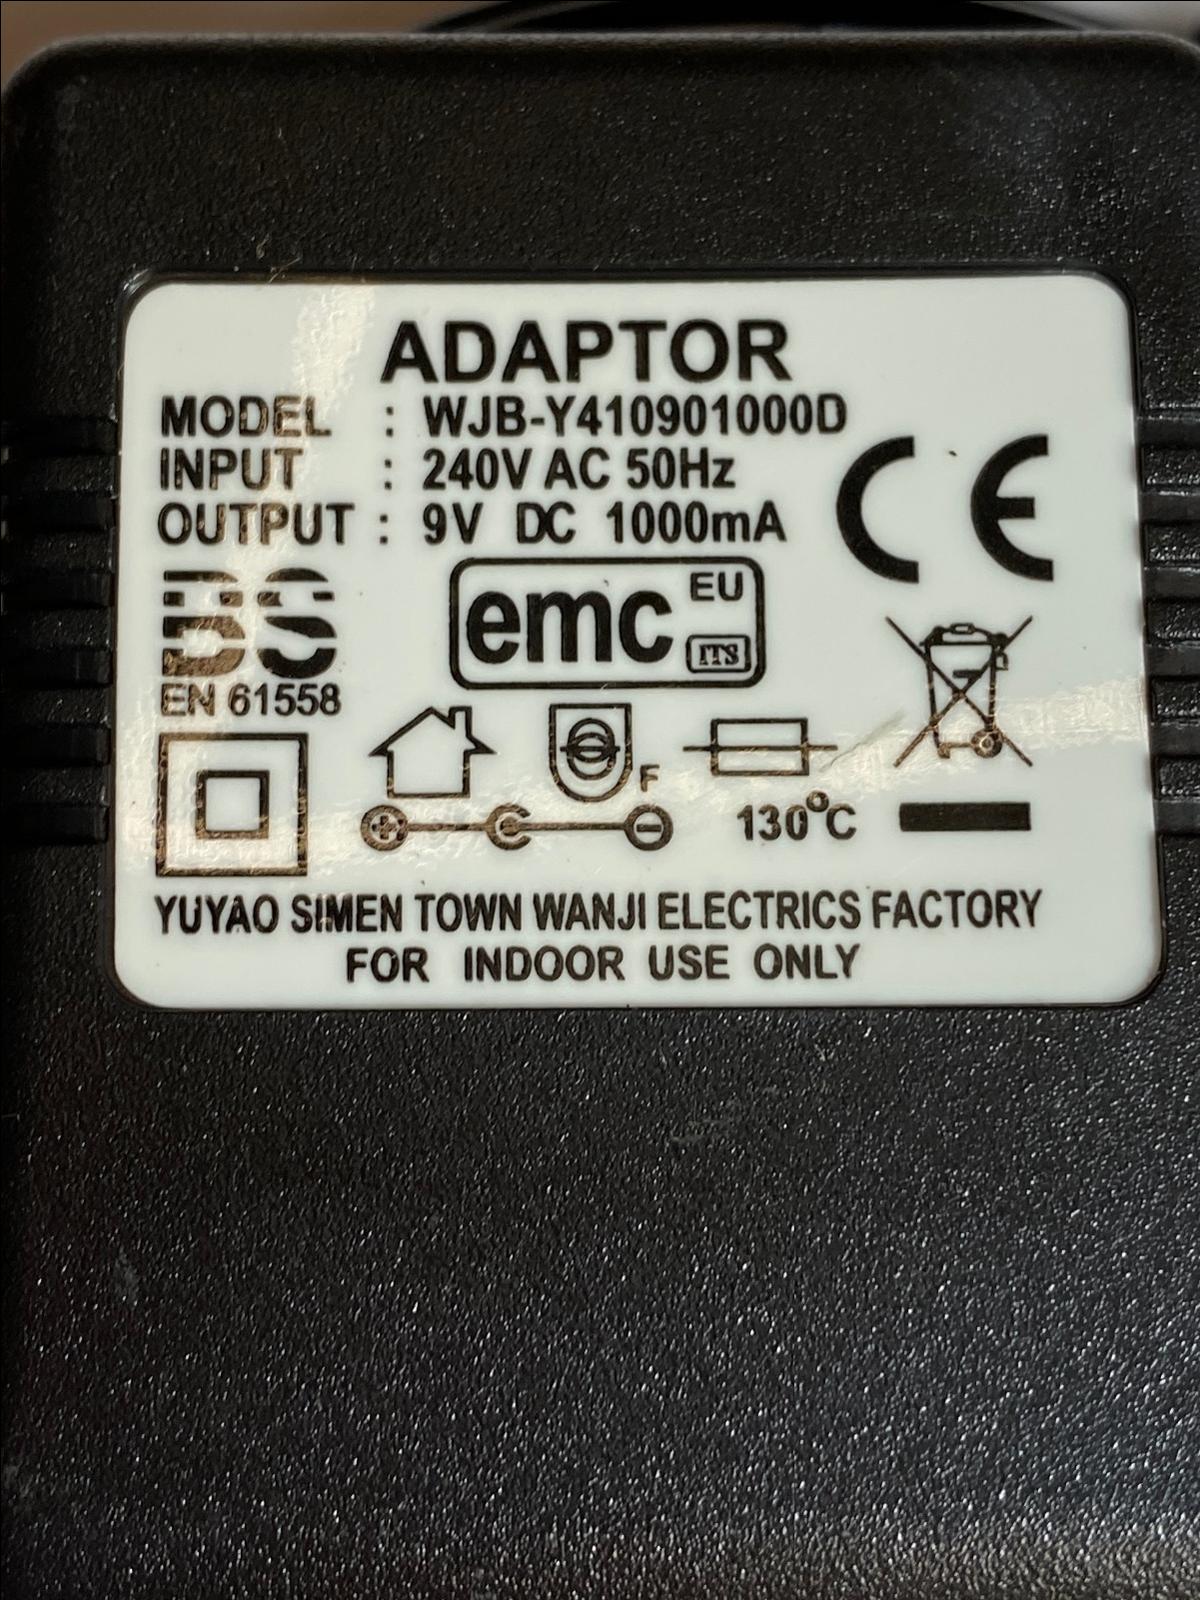 ADAPTOR
MODEL : WJB-Y410901000D
INPUT : 240V AC 50Hz
OUTPUT : 9V DC 1000mA
CE
BS
EN 61558
emc EU
ITS
F
130°C
YUYAO SIMEN TOWN WANJI ELECTRICS FACTORY
FOR INDOOR USE ONLY